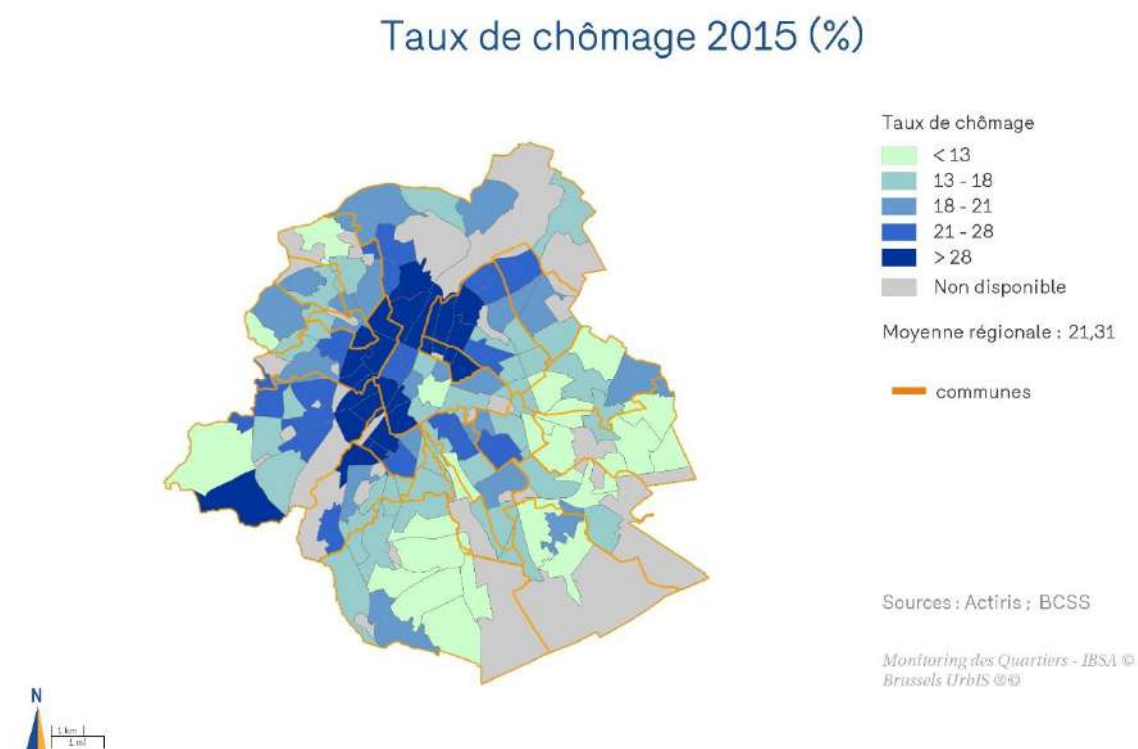 Taux de chômage 2015 (%)
Taux de chômage
< 13
13 - 18
18 - 21
21 - 28
> 28
Non disponible
Moyenne régionale : 21,31
communes
Sources : Actiris ; BCSS
Monitoring des Quartiers - IBSA ©
Brussels UrbIS ®©
N
1 km
1 mi